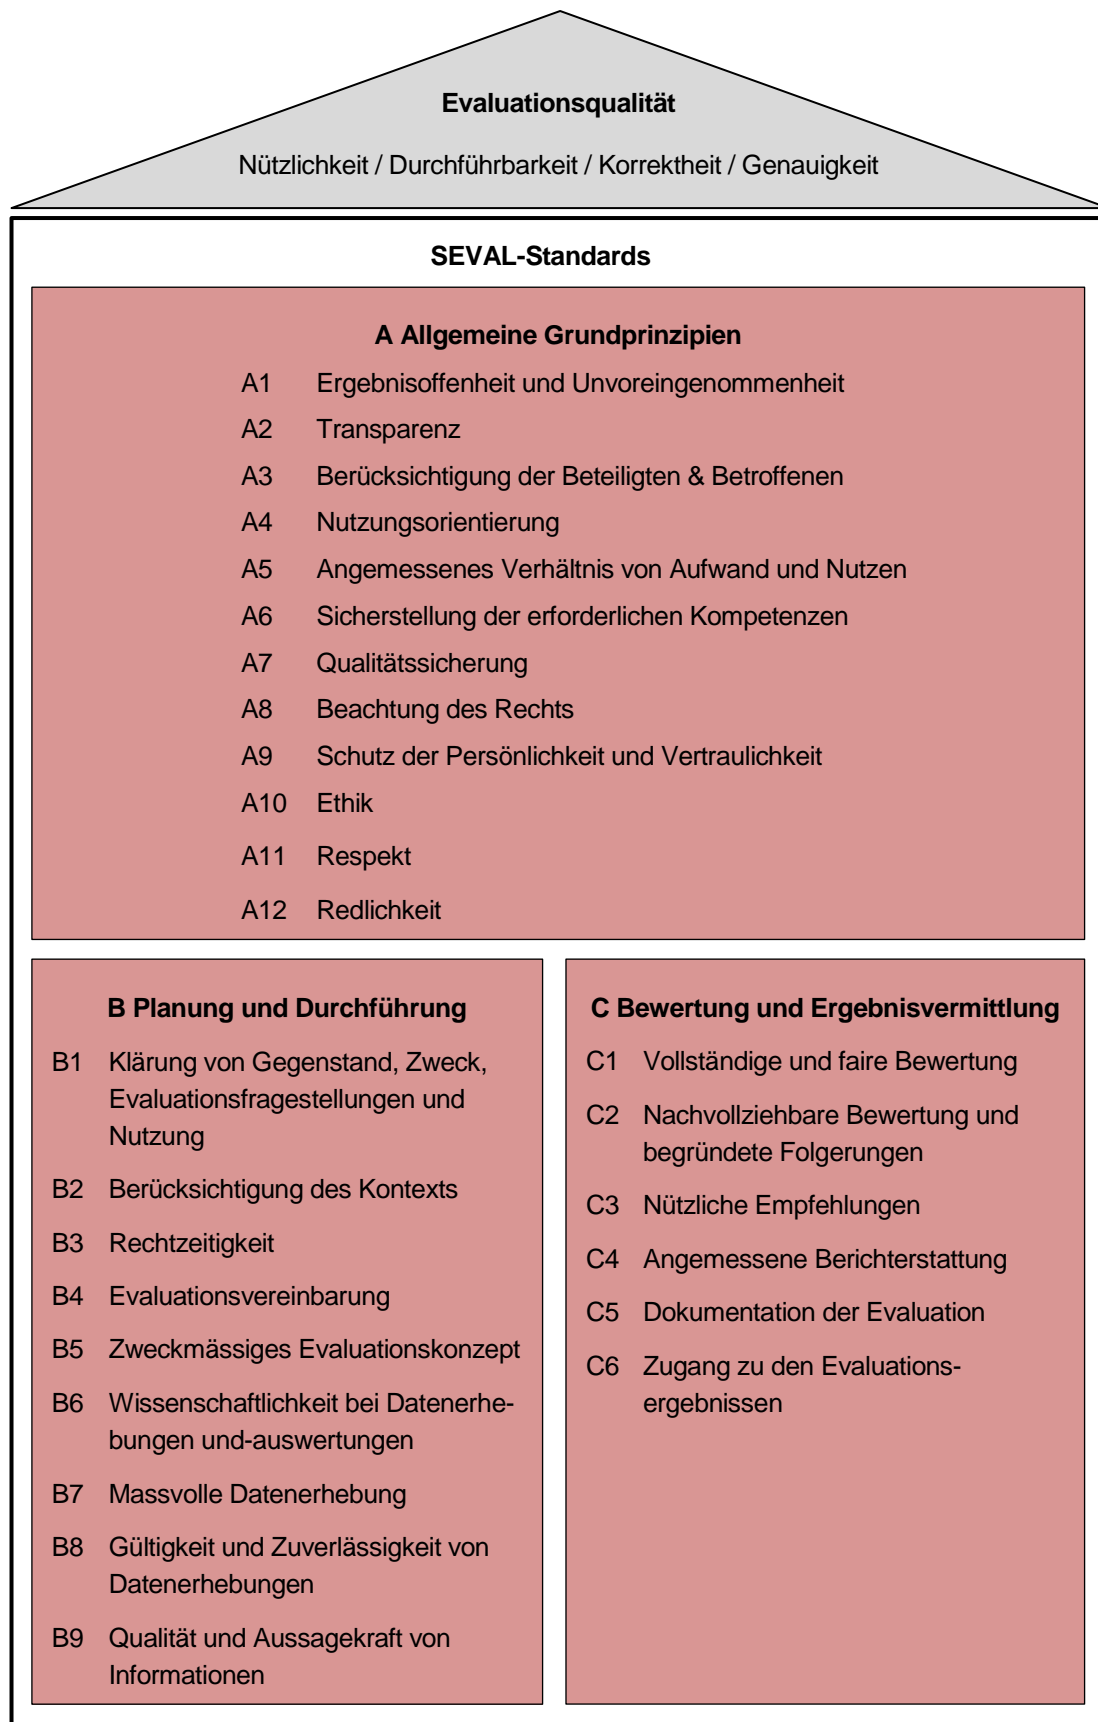 Evaluationsqualität
Nützlichkeit / Durchführbarkeit / Korrektheit / Genauigkeit
SEVAL-Standards
A Allgemeine Grundprinzipien
A1 Ergebnisoffenheit und Unvoreingenommenheit
A2 Transparenz
A3 Berücksichtigung der Beteiligten & Betroffenen
A4 Nutzungsorientierung
A5 Angemessenes Verhältnis von Aufwand und Nutzen
A6 Sicherstellung der erforderlichen Kompetenzen
A7 Qualitätssicherung
A8 Beachtung des Rechts
A9 Schutz der Persönlichkeit und Vertraulichkeit
A10 Ethik
A11 Respekt
A12 Redlichkeit
B Planung und Durchführung
B1 Klärung von Gegenstand, Zweck,
Evaluationsfragestellungen und
Nutzung
B2 Berücksichtigung des Kontexts
B3 Rechtzeitigkeit
B4 Evaluationsvereinbarung
B5 Zweckmässiges Evaluationskonzept
B6 Wissenschaftlichkeit bei Datenerhe-
bungen und-auswertungen
B7 Massvolle Datenerhebung
B8 Gültigkeit und Zuverlässigkeit von
Datenerhebungen
B9 Qualität und Aussagekraft von
Informationen
C Bewertung und Ergebnisvermittlung
C1 Vollständige und faire Bewertung
C2 Nachvollziehbare Bewertung und
begründete Folgerungen
C3 Nützliche Empfehlungen
C4 Angemessene Berichterstattung
C5 Dokumentation der Evaluation
C6 Zugang zu den Evaluations-
ergebnissen